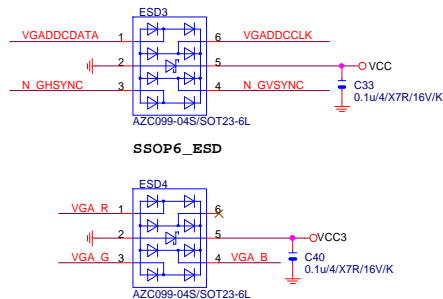 ESD3
VGADDCDATA 1 6 VGADDCCLK
2 5 VCC
N_GHSYNC 3 4 N_GVSYNC
C33
0.1u/4/X7R/16V/K
AZC099-04S/SOT23-6L
SSOP6_ESD
ESD4
VGA_R 1 6
2 5 VCC3
VGA_G 3 4 VGA_B
C40
0.1u/4/X7R/16V/K
AZC099-04S/SOT23-6L